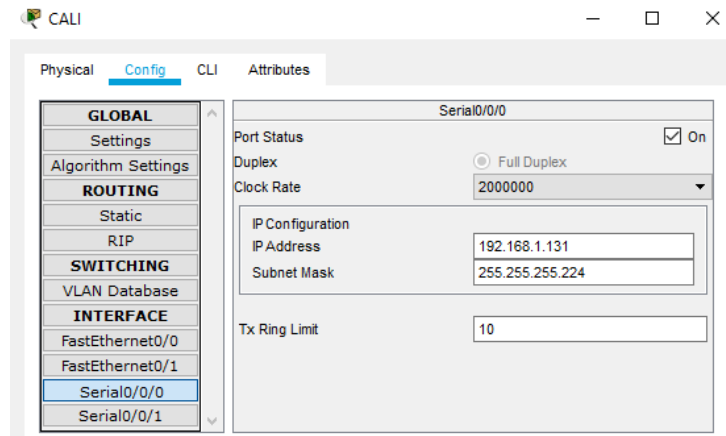 CALI
Physical Config CLI Attributes
GLOBAL
Settings
Algorithm Settings
ROUTING
Static
RIP
SWITCHING
VLAN Database
INTERFACE
FastEthernet0/0
FastEthernet0/1
Serial0/0/0
Serial0/0/1
Serial0/0/0
Port Status On
Duplex Full Duplex
Clock Rate 2000000
IP Configuration
IP Address 192.168.1.131
Subnet Mask 255.255.255.224
Tx Ring Limit 10